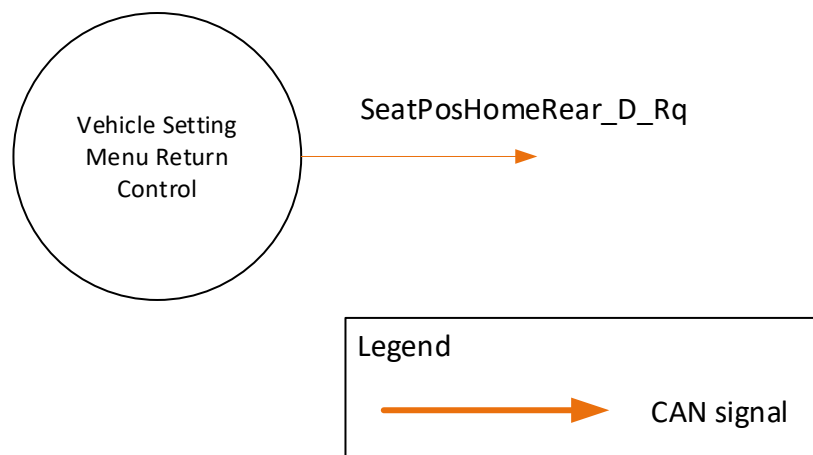 Vehicle Setting
Menu Return
Control
SeatPosHomeRear_D_Rq
Legend
CAN signal